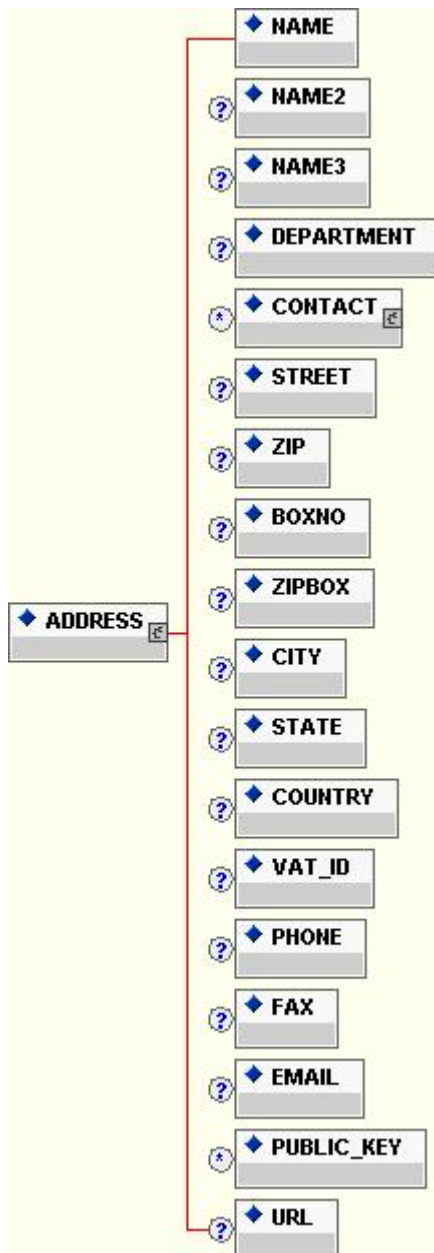 NAME
? NAME2
? NAME3
? DEPARTMENT
* CONTACT
? STREET
? ZIP
? BOXNO
? ZIPBOX
ADDRESS
? CITY
? STATE
? COUNTRY
? VAT_ID
? PHONE
? FAX
? EMAIL
* PUBLIC_KEY
? URL